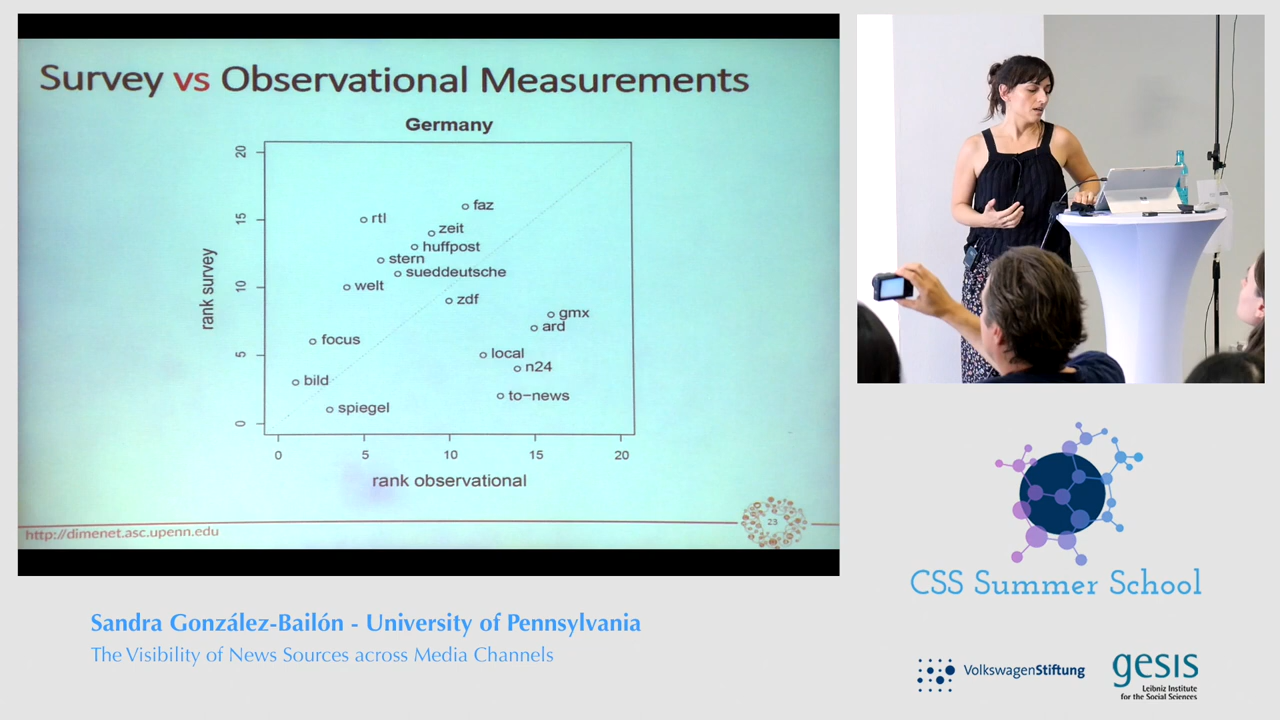 Survey vs Observational Measurements
Germany
rank survey
20
15
10
5
0
faz
rtl
zeit
huffpost
stern
sueddeutsche
welt
zdf
gmx
ard
focus
local
n24
bild
to-news
spiegel
0 5 10 15 20
rank observational
http://dimenet.asc.upenn.edu
23
CSS Summer School
Sandra González-Bailón - University of Pennsylvania
The Visibility of News Sources across Media Channels
VolkswagenStiftung
gesis
Leibniz Institute
for the Social Sciences